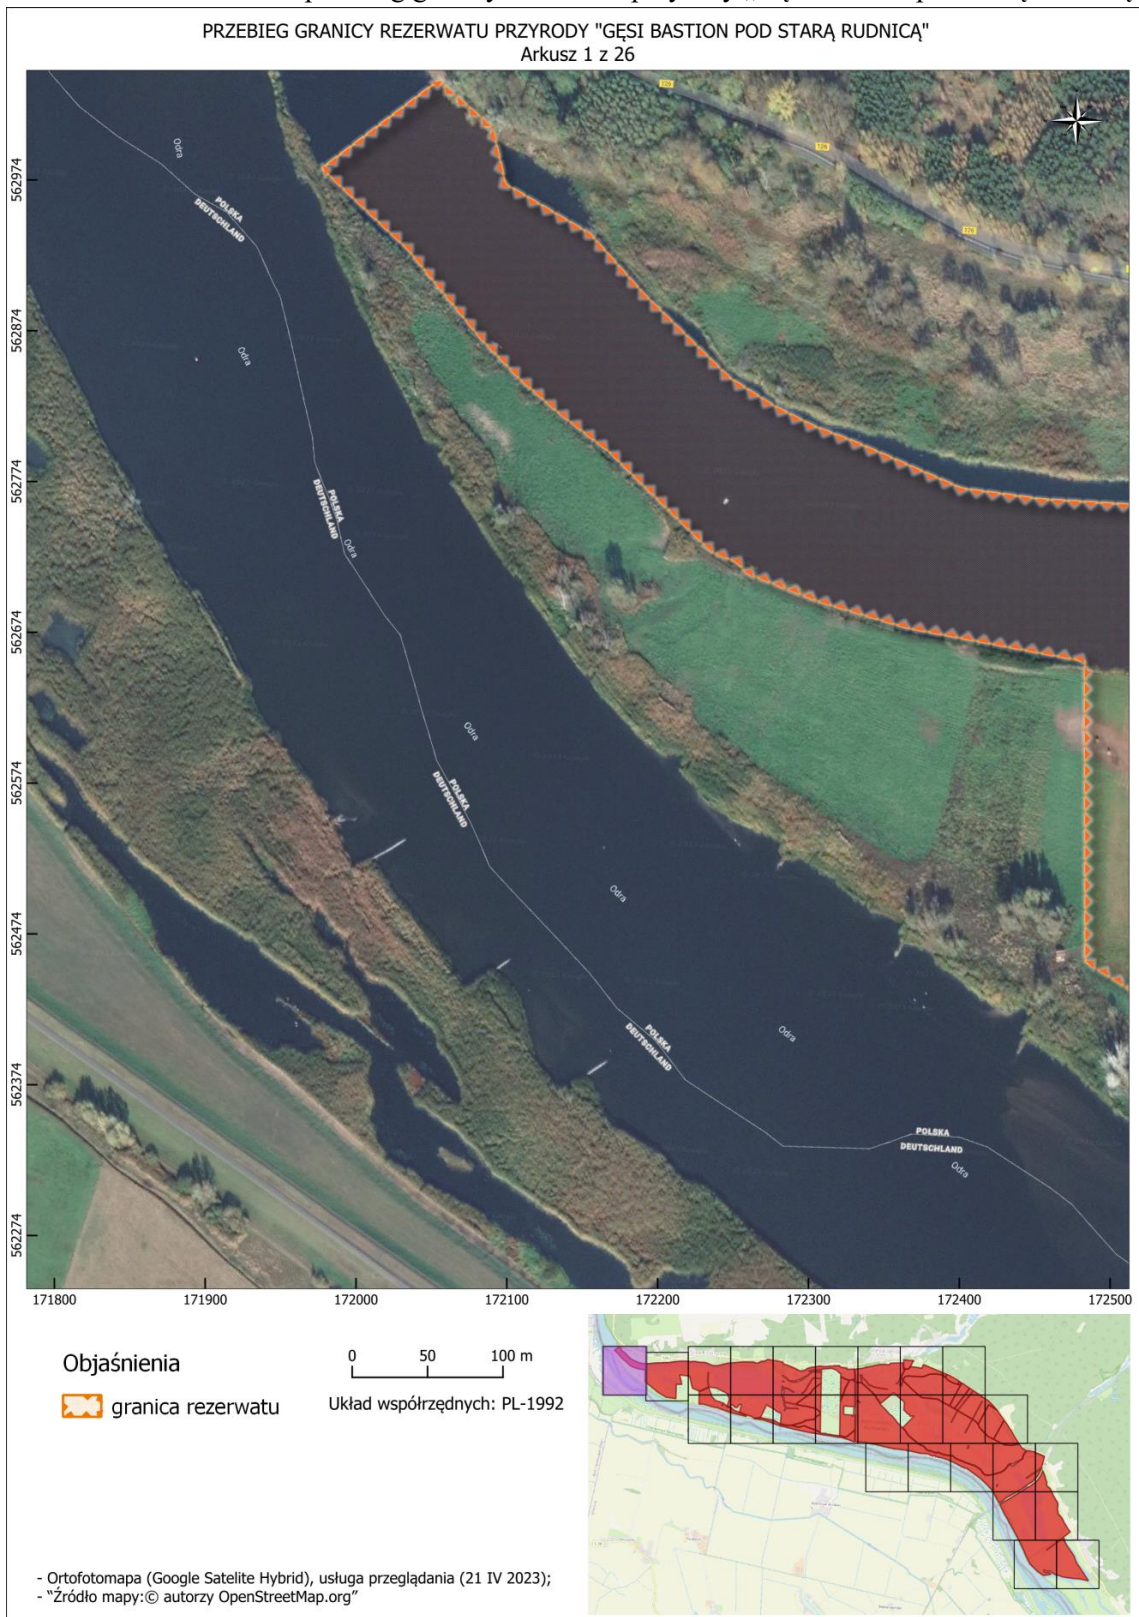 PRZEBIEG GRANICY REZERWATU PRZYRODY "GĘSI BASTION POD STARĄ RUDNICĄ"
Arkusz 1 z 26
126
126
126
Odra
POLSKA
DEUTSCHLAND
Odra
POLSKA
DEUTSCHLAND
Odra
Odra
POLSKA
DEUTSCHLAND
Odra
POLSKA
DEUTSCHLAND
Odra
POLSKA
DEUTSCHLAND
Odra
562974
562874
562774
562674
562574
562474
562374
562274
171800 171900 172000 172100 172200 172300 172400 172500
Objaśnienia
granica rezerwatu
0 50 100 m
Układ współrzędnych: PL-1992
- Ortofotomapa (Google Satelite Hybrid), usługa przeglądania (21 IV 2023);
- "Źródło mapy:© autorzy OpenStreetMap.org"